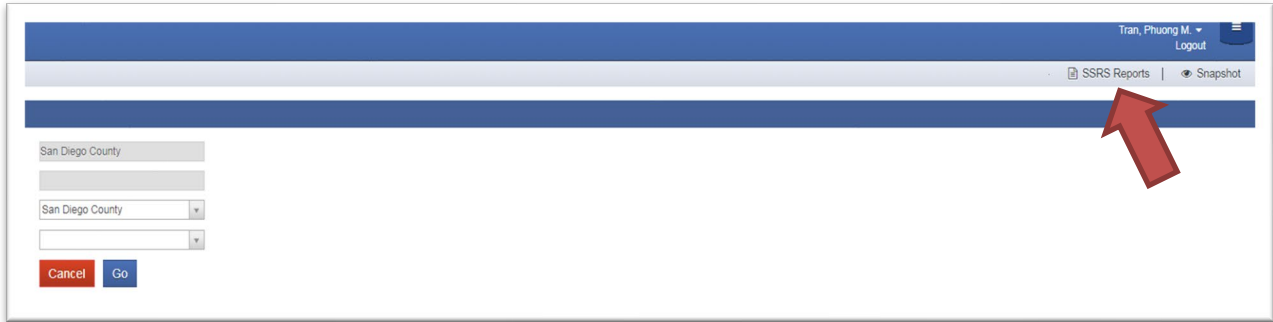 Tran, Phuong M.
Logout
SSRS Reports | Snapshot
San Diego County
San Diego County
Cancel Go